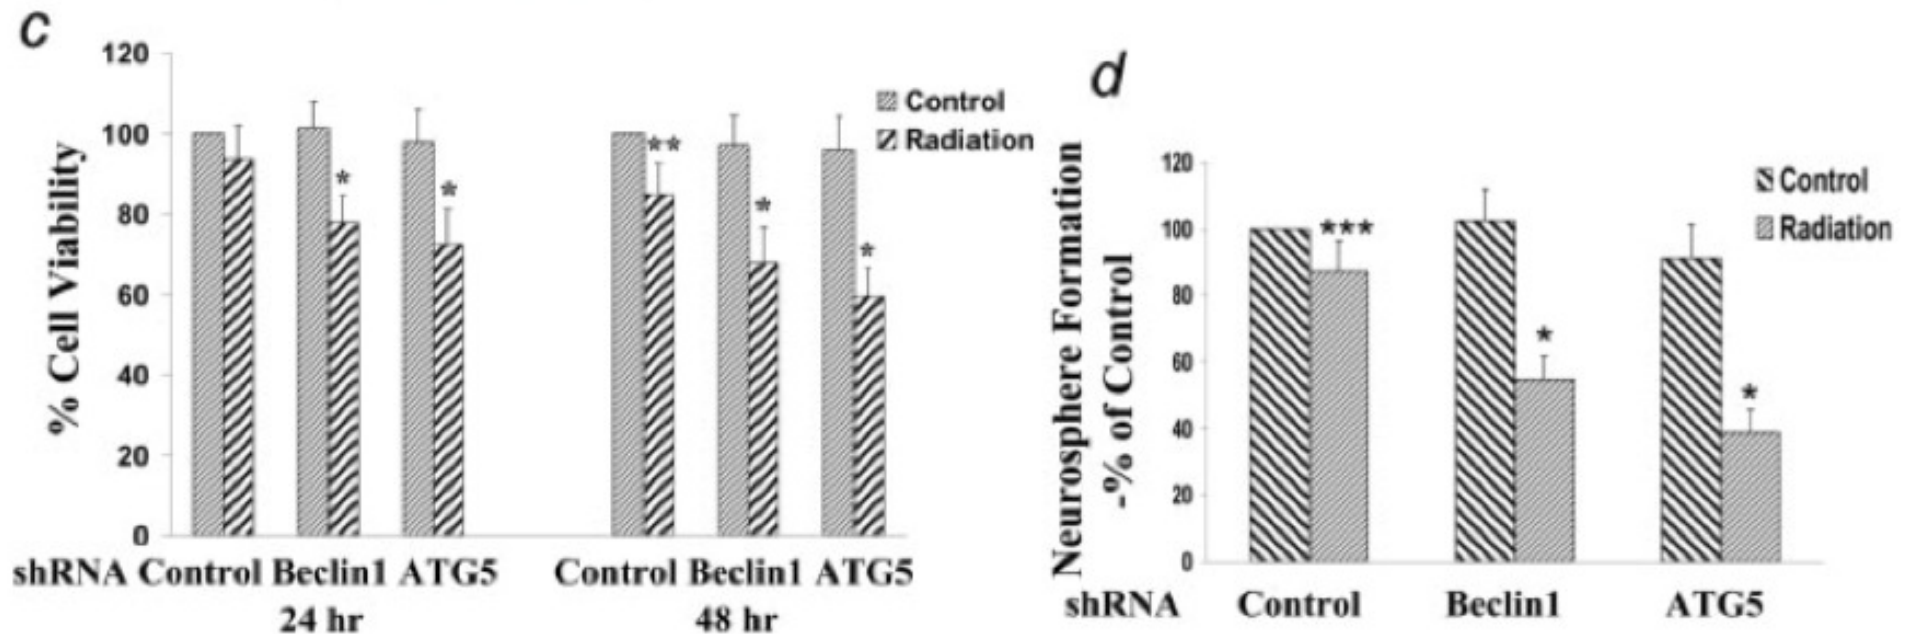 c
120
100
80
60
40
20
0
% Cell Viability
Control
Radiation
*
*
**
*
*
shRNA Control Beclin1 ATG5 Control Beclin1 ATG5
24 hr 48 hr
d
120
100
80
60
40
20
0
Neurosphere Formation
-% of Control
Control
Radiation
***
*
*
shRNA Control Beclin1 ATG5